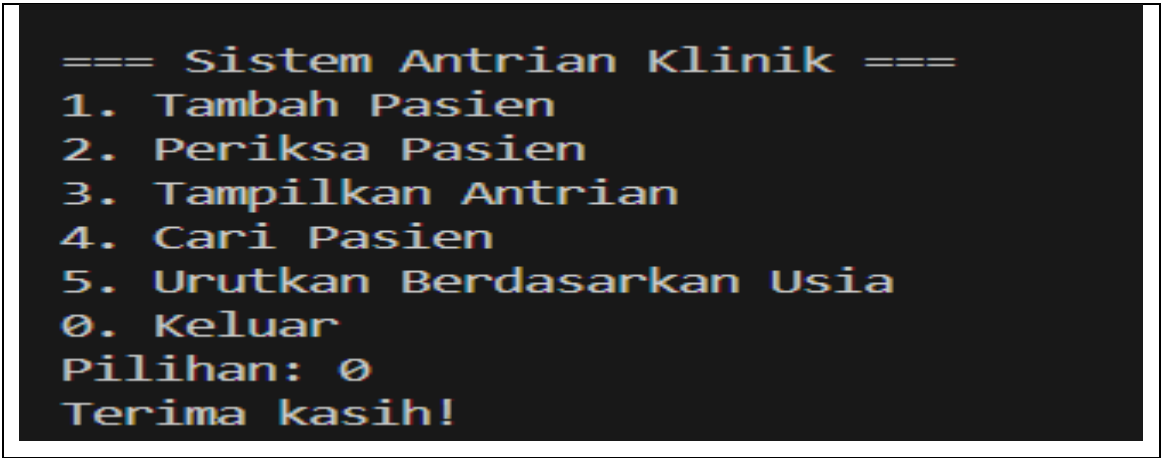 === Sistem Antrian Klinik ===
1. Tambah Pasien
2. Periksa Pasien
3. Tampilkan Antrian
4. Cari Pasien
5. Urutkan Berdasarkan Usia
0. Keluar
Pilihan: 0
Terima kasih!